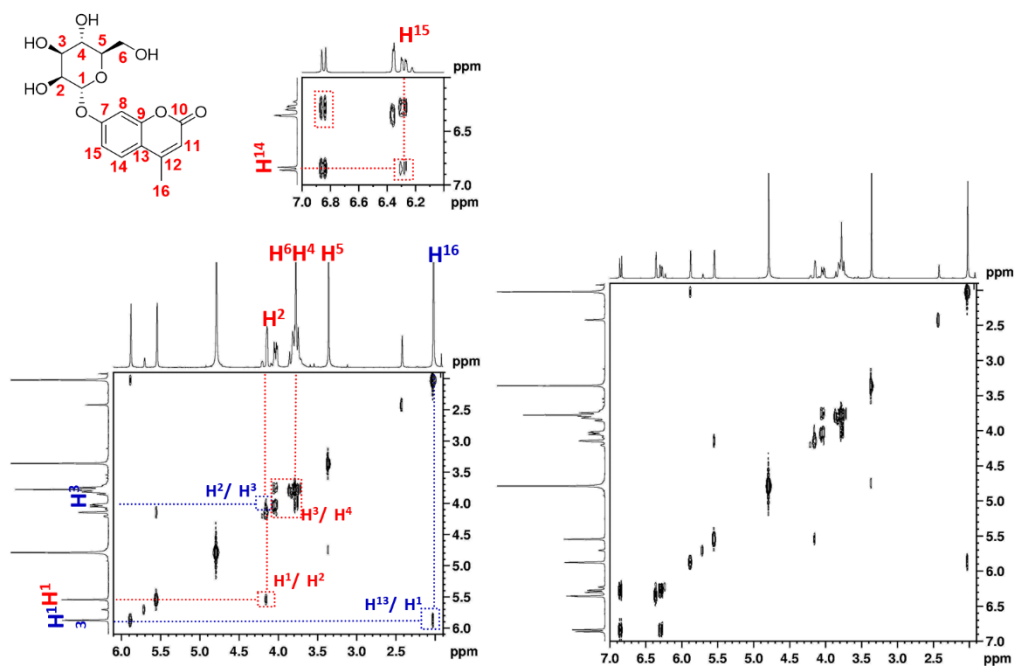 OH
HO
3
5
4
6
OH
HO
1
O
HO
2
O
7
8
9
O
10
O
11
15
13
12
14
16
H¹⁵
ppm
6.5
7.0
H¹⁴
7.0 6.8 6.6 6.4 6.2
ppm
H⁶H⁴ H⁵
H¹⁶
H²
ppm
2.5
3.0
3.5
4.0
4.5
5.0
5.5
6.0
H³
H²/ H³
H³/ H⁴
H¹/ H²
H¹³/ H¹
H¹
H¹
3
6.0 5.5 5.0 4.5 4.0 3.5 3.0 2.5
ppm
ppm
2.5
3.0
3.5
4.0
4.5
5.0
5.5
6.0
6.5
7.0
7.0 6.5 6.0 5.5 5.0 4.5 4.0 3.5 3.0 2.5
ppm